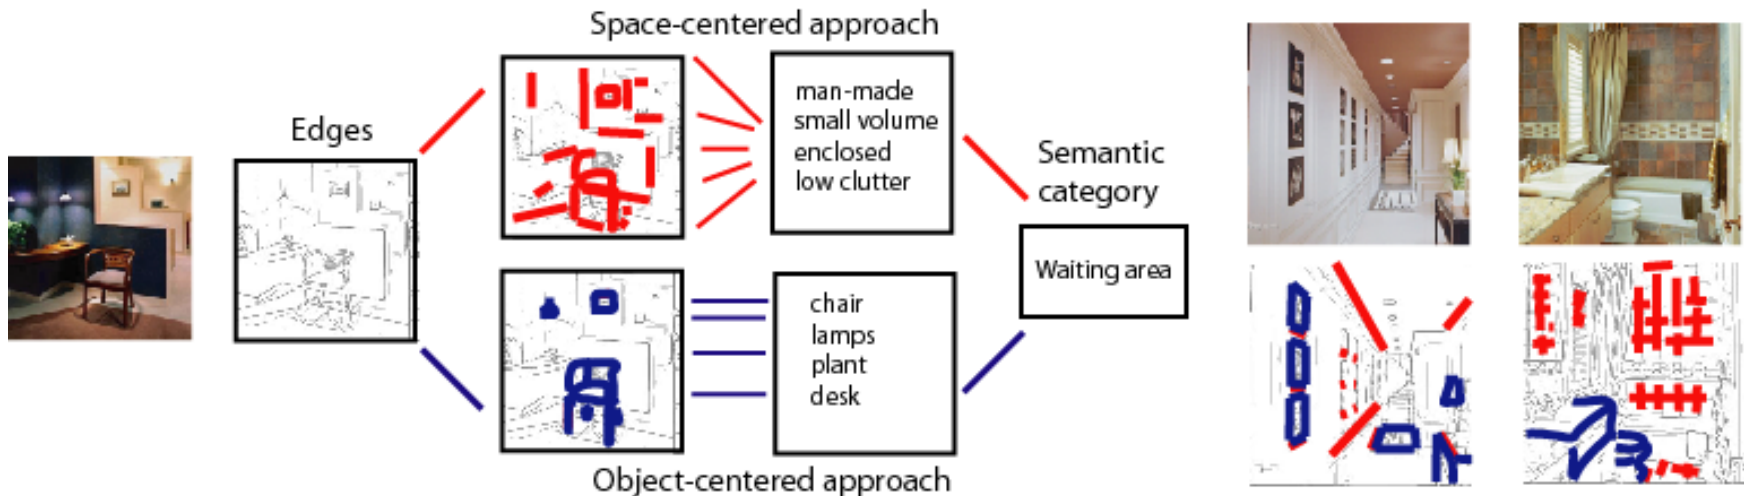 Space-centered approach
Edges
man-made
small volume
enclosed
low clutter
Semantic
category
Waiting area
chair
lamps
plant
desk
Object-centered approach